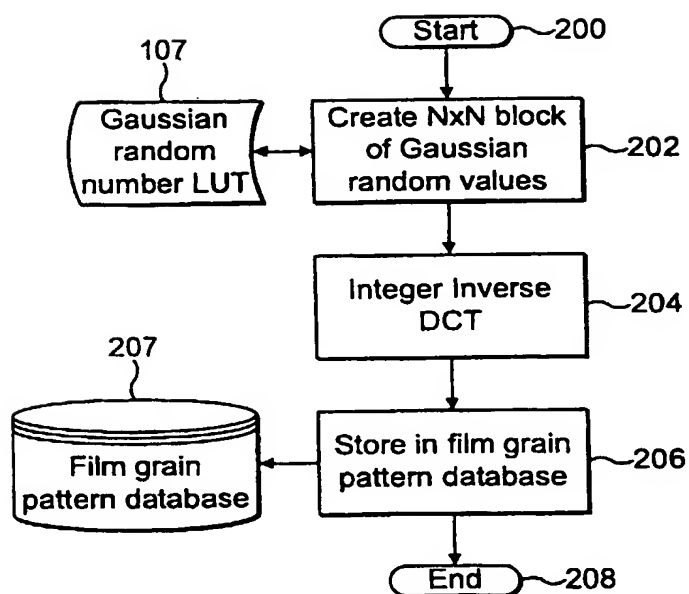 Start
200
107
Gaussian
random
number LUT
Create NxN block
of Gaussian
random values
202
Integer Inverse
DCT
204
207
Film grain
pattern database
Store in film grain
pattern database
206
End
208